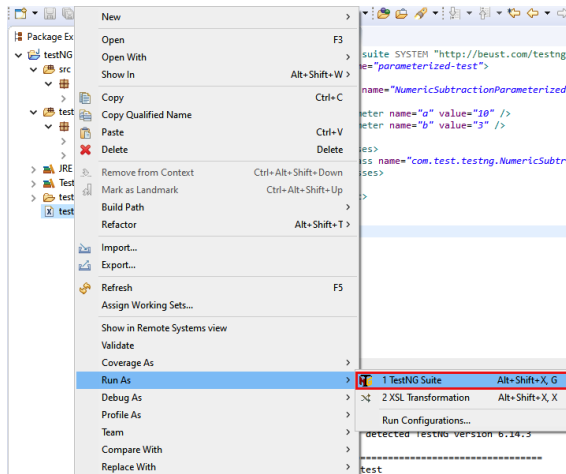 New
Package Ex
Open F3
testNG
Open With
suite SYSTEM "http://beust.com/testng
src
Show In Alt+Shift+W
me="parameterized-test">
name="NumericSubtractionParameterized
Copy Ctrl+C
test
Copy Qualified Name
meter name="a" value="10" />
Paste Ctrl+V
meter name="b" value="3" />
Delete Delete
ses>
JRE
Remove from Context Ctrl+Alt+Shift+Down
ass name="com.test.testng.NumericSubtr
Test
Mark as Landmark Ctrl+Alt+Shift+Up
sses>
test
Build Path
>
test
Refactor Alt+Shift+T
Import...
Export...
Refresh F5
Assign Working Sets...
Show in Remote Systems view
Validate
Coverage As
Run As
1 TestNG Suite Alt+Shift+X, G
Debug As
2 XSL Transformation Alt+Shift+X, X
Profile As
Run Configurations...
Team
detected TestNG version 6.14.3
Compare With
================================
Replace With
test